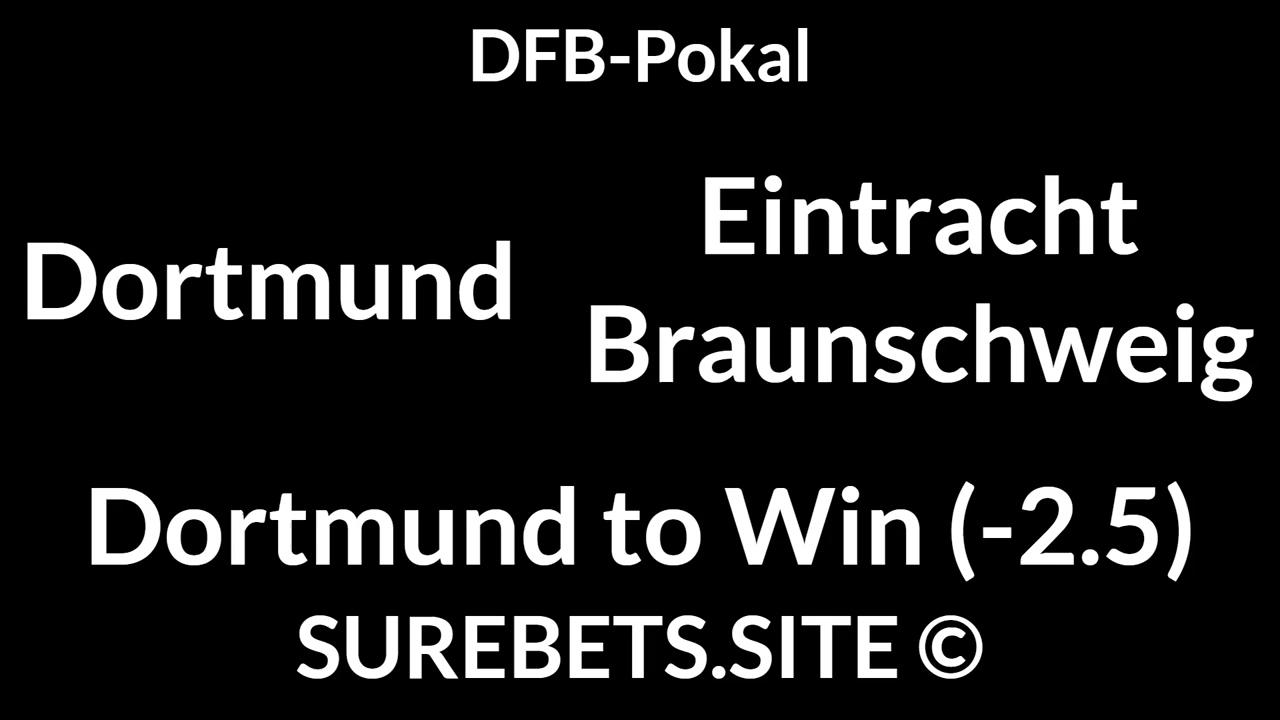 DFB-Pokal
Dortmund
Eintracht
Braunschweig
Dortmund to Win (-2.5)
SUREBETS.SITE ©